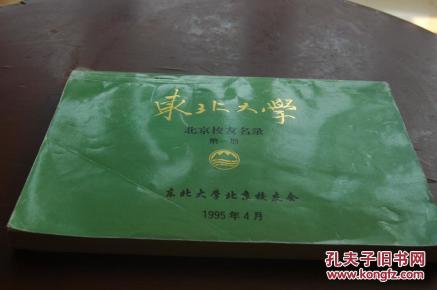 東北大學
北京校友名录
第一册
东北大学北京校友会
1995年4月
孔夫子旧书网
www.kongfz.com